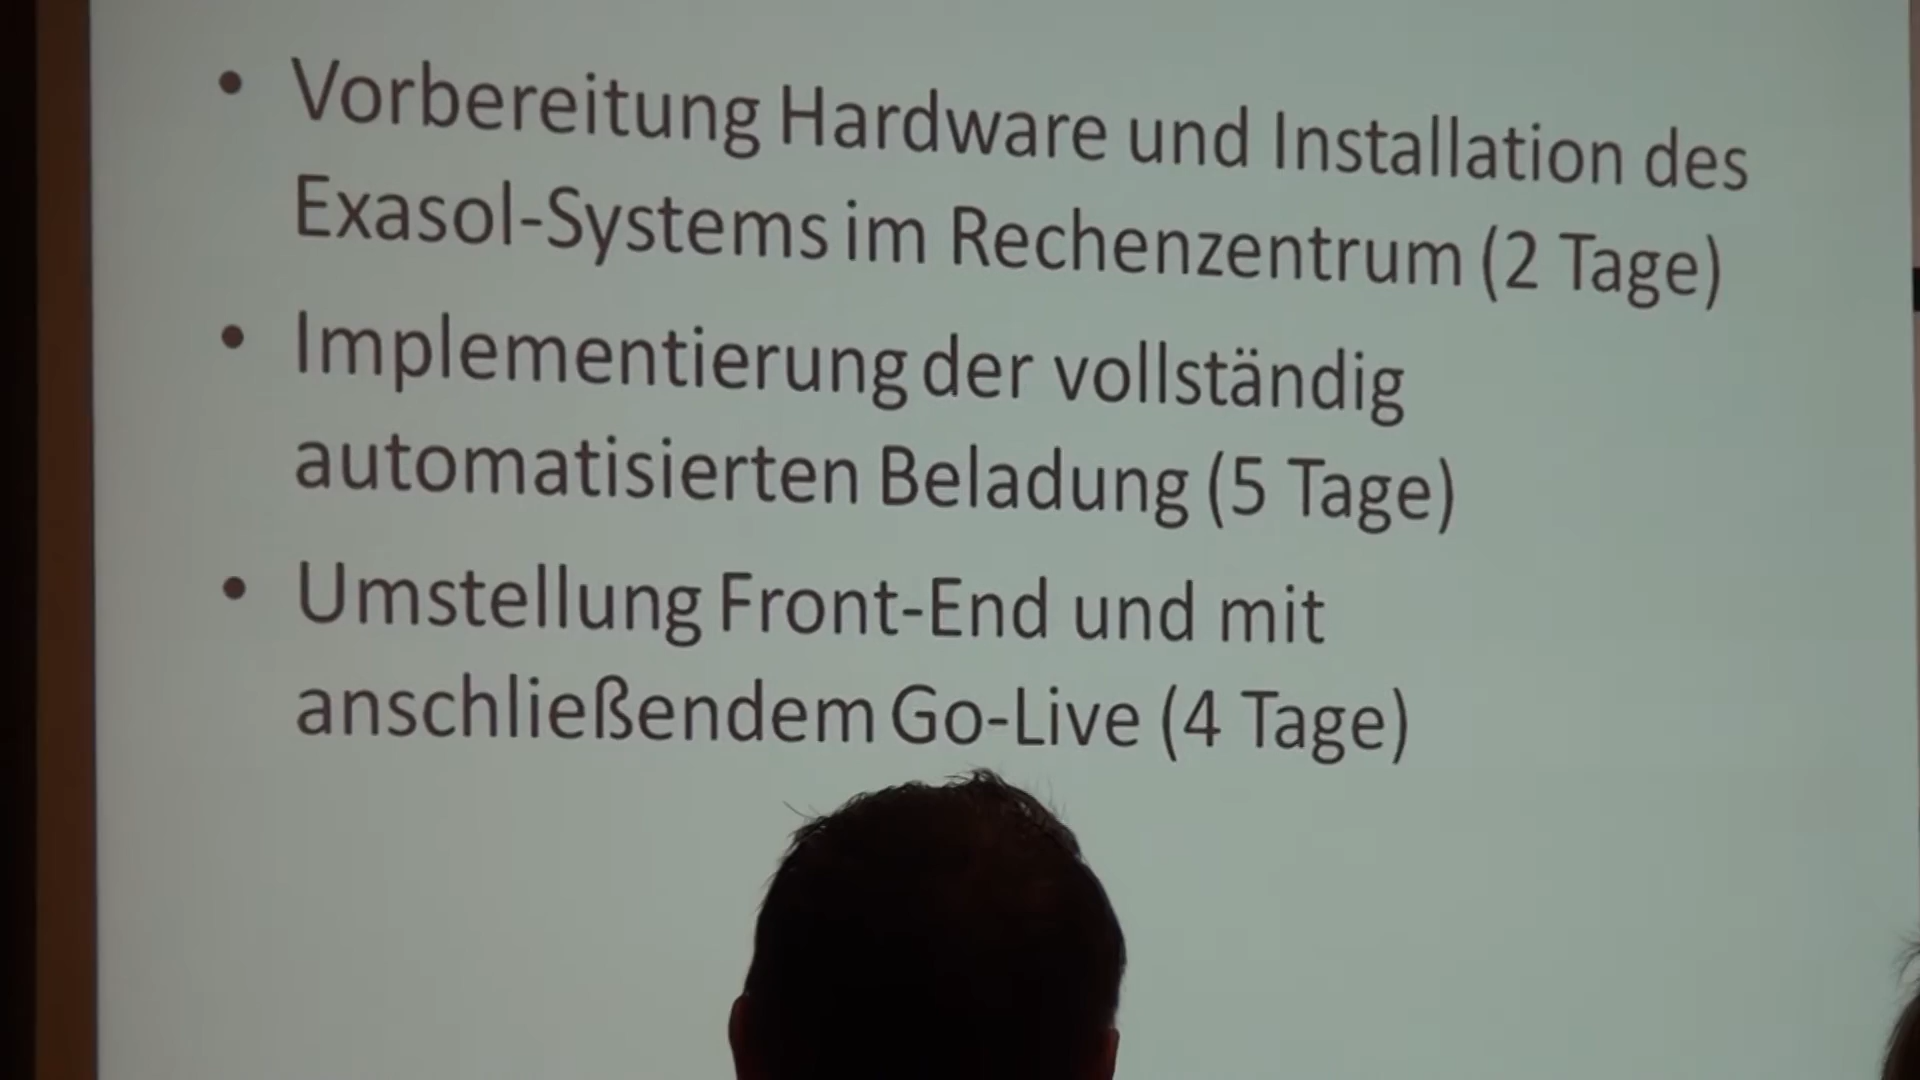 • Vorbereitung Hardware und Installation des
Exasol-Systems im Rechenzentrum (2 Tage)
• Implementierung der vollständig
automatisierten Beladung (5 Tage)
• Umstellung Front-End und mit
anschließendem Go-Live (4 Tage)